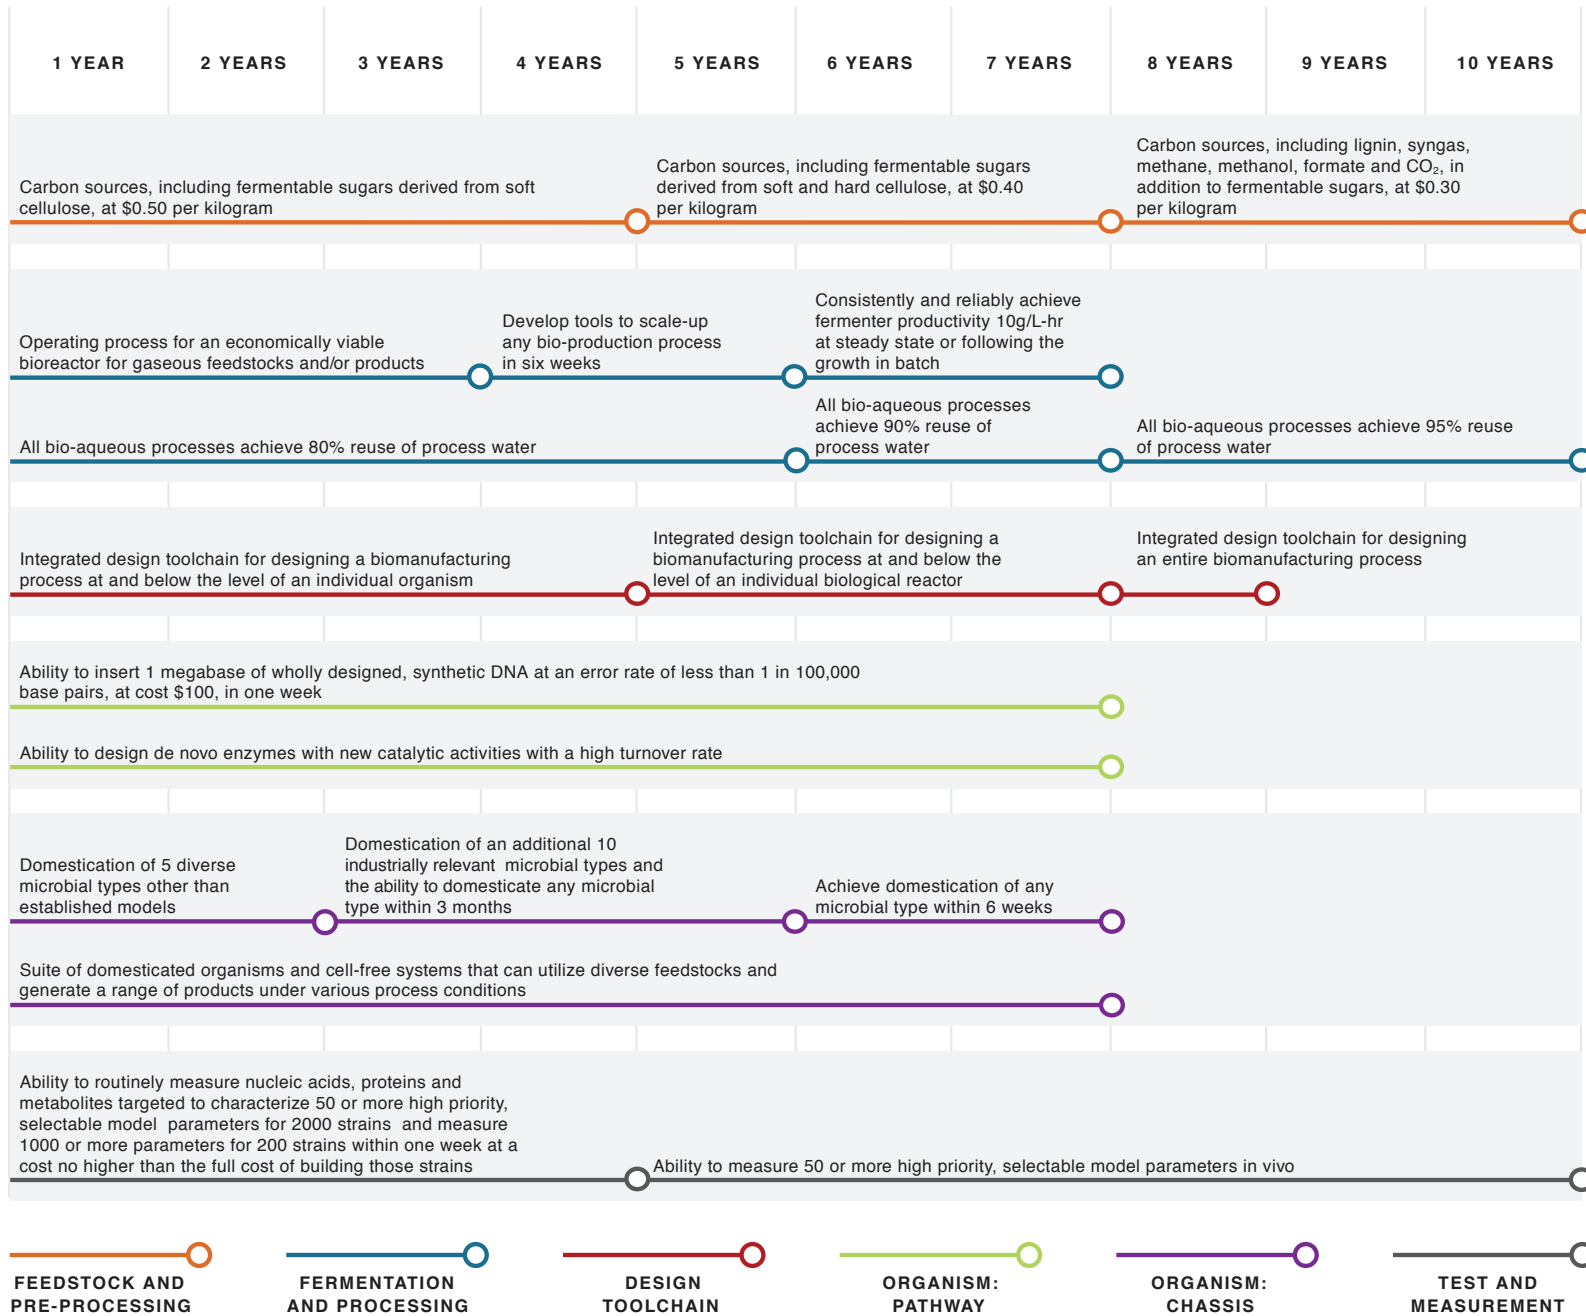 1 YEAR
2 YEARS
3 YEARS
4 YEARS
5 YEARS
6 YEARS
7 YEARS
8 YEARS
9 YEARS
10 YEARS
Carbon sources, including fermentable sugars derived from soft
cellulose, at $0.50 per kilogram
Carbon sources, including fermentable sugars
derived from soft and hard cellulose, at $0.40
per kilogram
Carbon sources, including lignin, syngas,
methane, methanol, formate and CO₂, in
addition to fermentable sugars, at $0.30
per kilogram
Operating process for an economically viable
bioreactor for gaseous feedstocks and/or products
Develop tools to scale-up
any bio-production process
in six weeks
Consistently and reliably achieve
fermenter productivity 10g/L-hr
at steady state or following the
growth in batch
All bio-aqueous processes achieve 80% reuse of process water
All bio-aqueous processes
achieve 90% reuse of
process water
All bio-aqueous processes achieve 95% reuse
of process water
Integrated design toolchain for designing a biomanufacturing
process at and below the level of an individual organism
Integrated design toolchain for designing a
biomanufacturing process at and below the
level of an individual biological reactor
Integrated design toolchain for designing
an entire biomanufacturing process
Ability to insert 1 megabase of wholly designed, synthetic DNA at an error rate of less than 1 in 100,000
base pairs, at cost $100, in one week
Ability to design de novo enzymes with new catalytic activities with a high turnover rate
Domestication of 5 diverse
microbial types other than
established models
Domestication of an additional 10
industrially relevant microbial types and
the ability to domesticate any microbial
type within 3 months
Achieve domestication of any
microbial type within 6 weeks
Suite of domesticated organisms and cell-free systems that can utilize diverse feedstocks and
generate a range of products under various process conditions
Ability to routinely measure nucleic acids, proteins and
metabolites targeted to characterize 50 or more high priority,
selectable model parameters for 2000 strains and measure
1000 or more parameters for 200 strains within one week at a
cost no higher than the full cost of building those strains
Ability to measure 50 or more high priority, selectable model parameters in vivo
FEEDSTOCK AND
PRE-PROCESSING
FERMENTATION
AND PROCESSING
DESIGN
TOOLCHAIN
ORGANISM:
PATHWAY
ORGANISM:
CHASSIS
TEST AND
MEASUREMENT